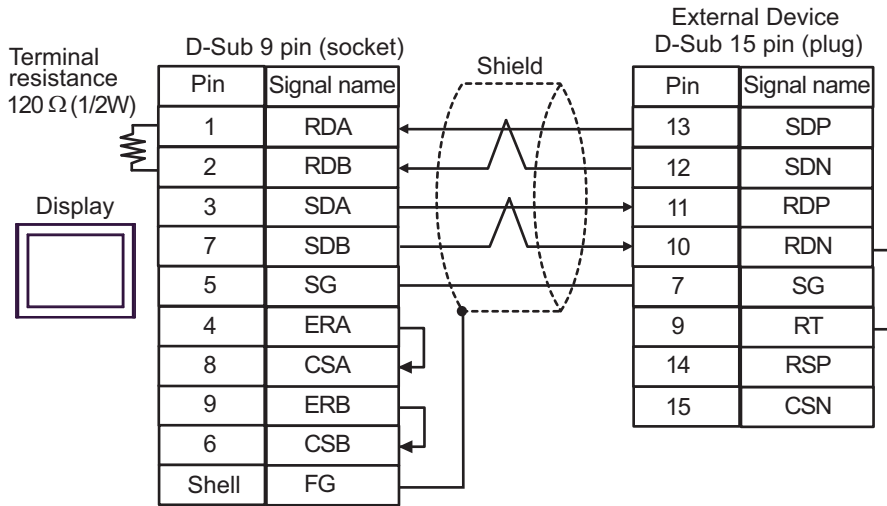 External Device
D-Sub 9 pin (socket)
D-Sub 15 pin (plug)
Terminal
resistance
120 Ω (1/2W)
Shield
Display
Pin Signal name
1 RDA
2 RDB
3 SDA
7 SDB
5 SG
4 ERA
8 CSA
9 ERB
6 CSB
Shell FG
Pin Signal name
13 SDP
12 SDN
11 RDP
10 RDN
7 SG
9 RT
14 RSP
15 CSN